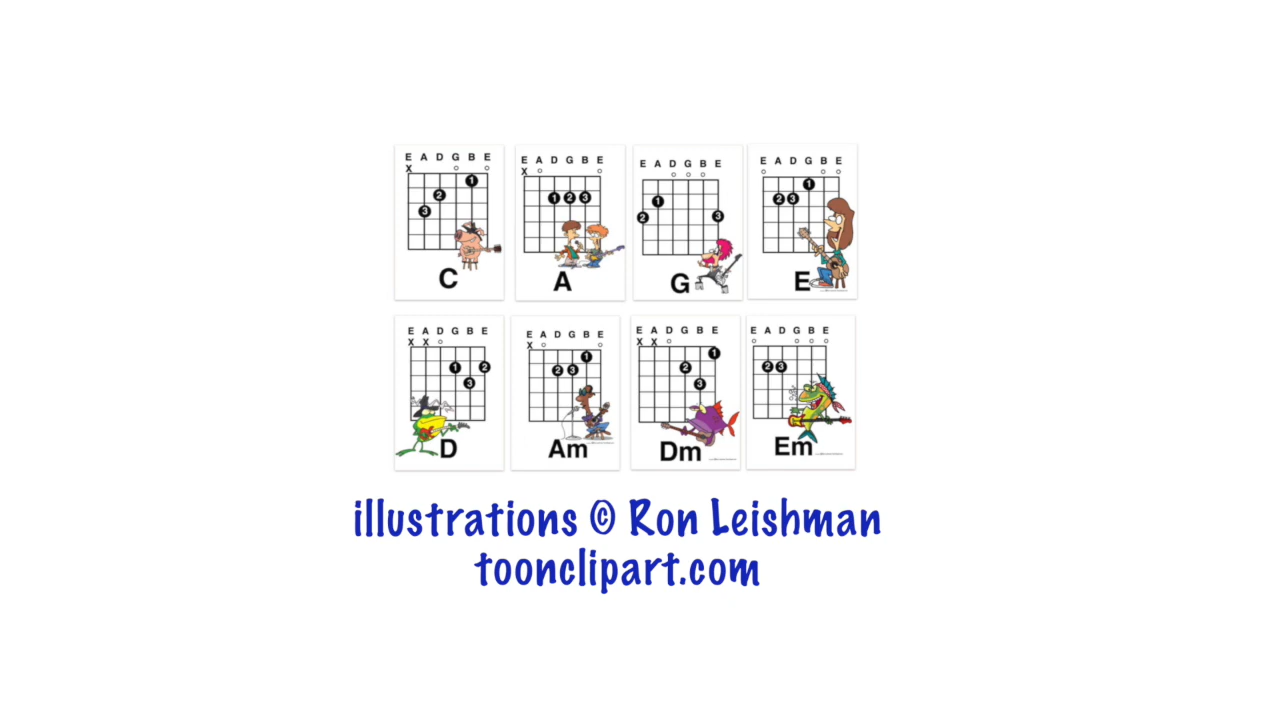 E A D G B E
X
1
2
3
C
E A D G B E
X
1 2 3
A
E A D G B E
1
2 3
G
E A D G B E
1
2 3
E
E A D G B E
X X
1 2
3
D
E A D G B E
X
1
2 3
Am
E A D G B E
X X
1
2
3
Dm
E A D G B E
2 3
Em
illustrations © Ron Leishman
toonclipart.com